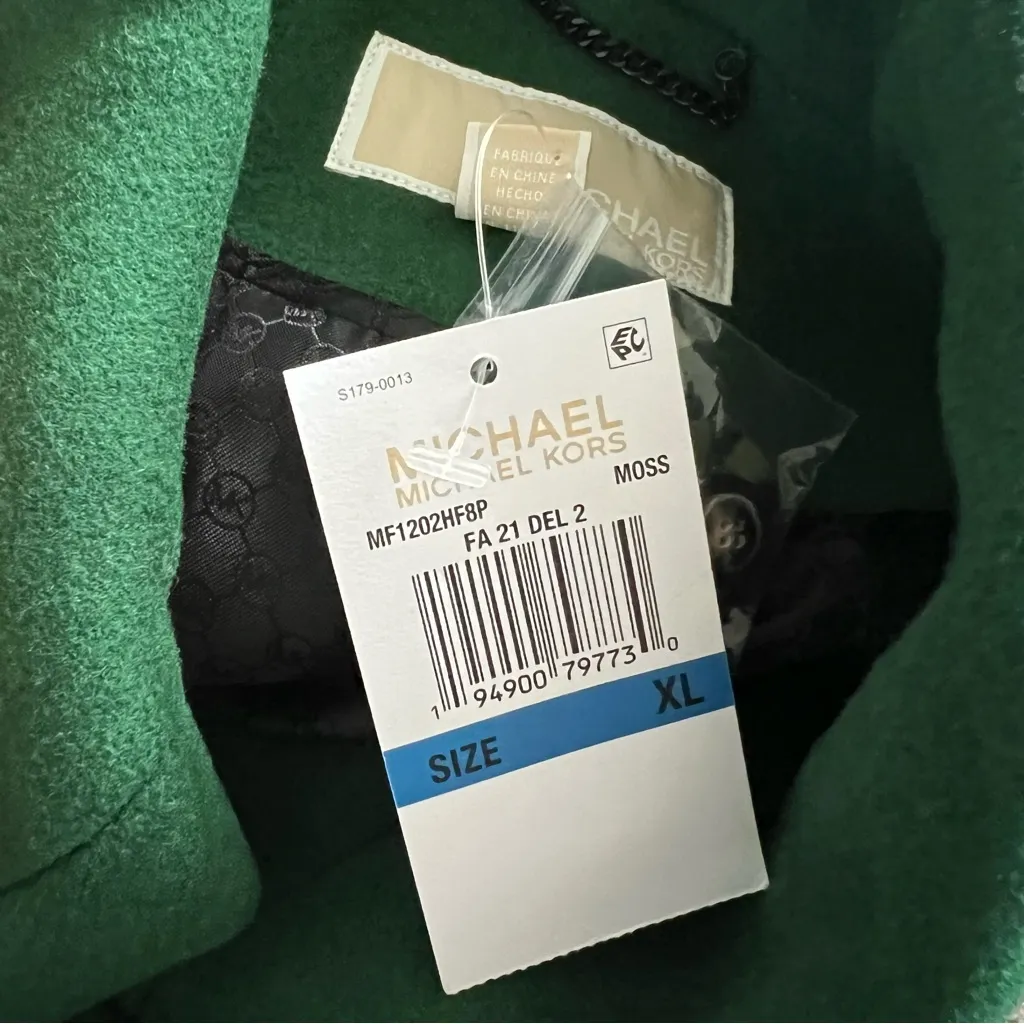 FABRIQUÉ
EN CHINE
HECHO
EN CHINA
MICHAEL
KORS
S179-0013
EPC
MICHAEL
MICHAEL KORS
MOSS
MF1202HF8P
FA 21 DEL 2
1 94900 79773 0
SIZE XL